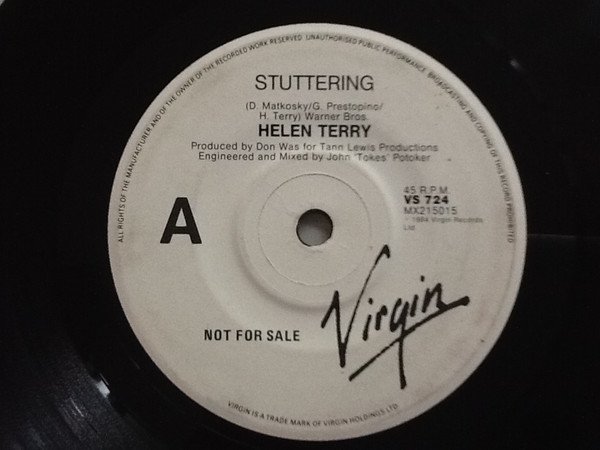 ALL RIGHTS OF THE MANUFACTURER AND OF THE OWNER OF THE RECORDED WORK RESERVED. UNAUTHORISED PUBLIC PERFORMANCE, BROADCASTING AND COPYING OF THIS RECORD PROHIBITED
STUTTERING
(D. Matkosky/G. Prestopino/
H. Terry) Warner Bros.
HELEN TERRY
Produced by Don Was for Tann Lewis Productions
Engineered and Mixed by John 'Tokes' Potoker
A
45 R.P.M.
VS 724
MX215015
℗ 1984 Virgin Records
Ltd.
NOT FOR SALE
Virgin
VIRGIN IS A TRADE MARK OF VIRGIN HOLDINGS LTD.